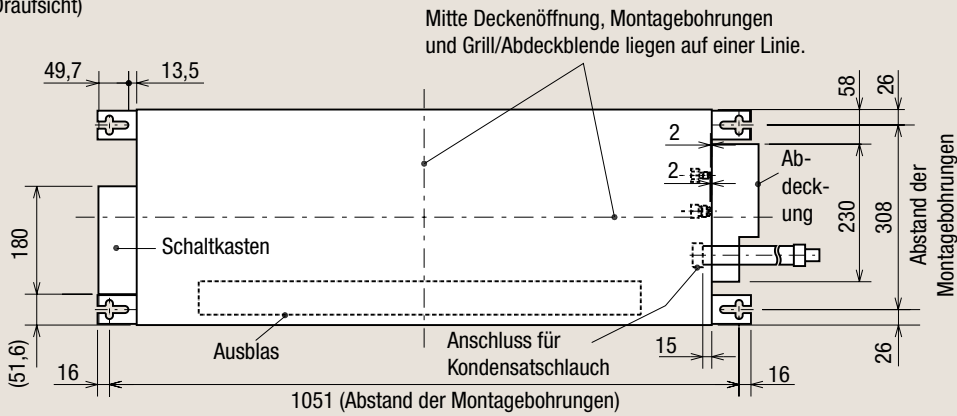 Draufsicht)
Mitte Deckenöffnung, Montagebohrungen
und Grill/Abdeckblende liegen auf einer Linie.
49,7
13,5
58
26
2
2
Ab-
deck-
ung
230
308
Abstand der
Montagebohrungen
180
Schaltkasten
(51,6)
16
Ausblas
Anschluss für
Kondensatschlauch
15
16
26
1051 (Abstand der Montagebohrungen)